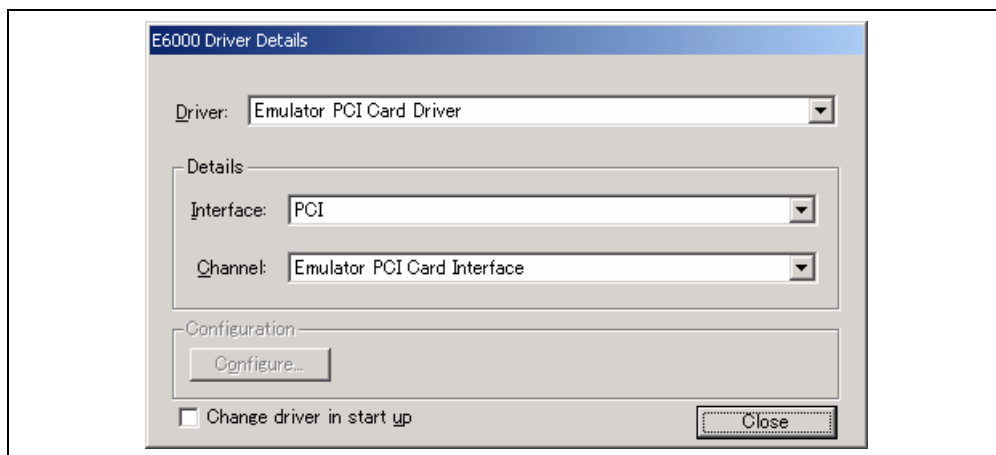 E6000 Driver Details
Driver: Emulator PCI Card Driver
Details
Interface: PCI
Channel: Emulator PCI Card Interface
Configuration
Configure...
Change driver in start up
Close